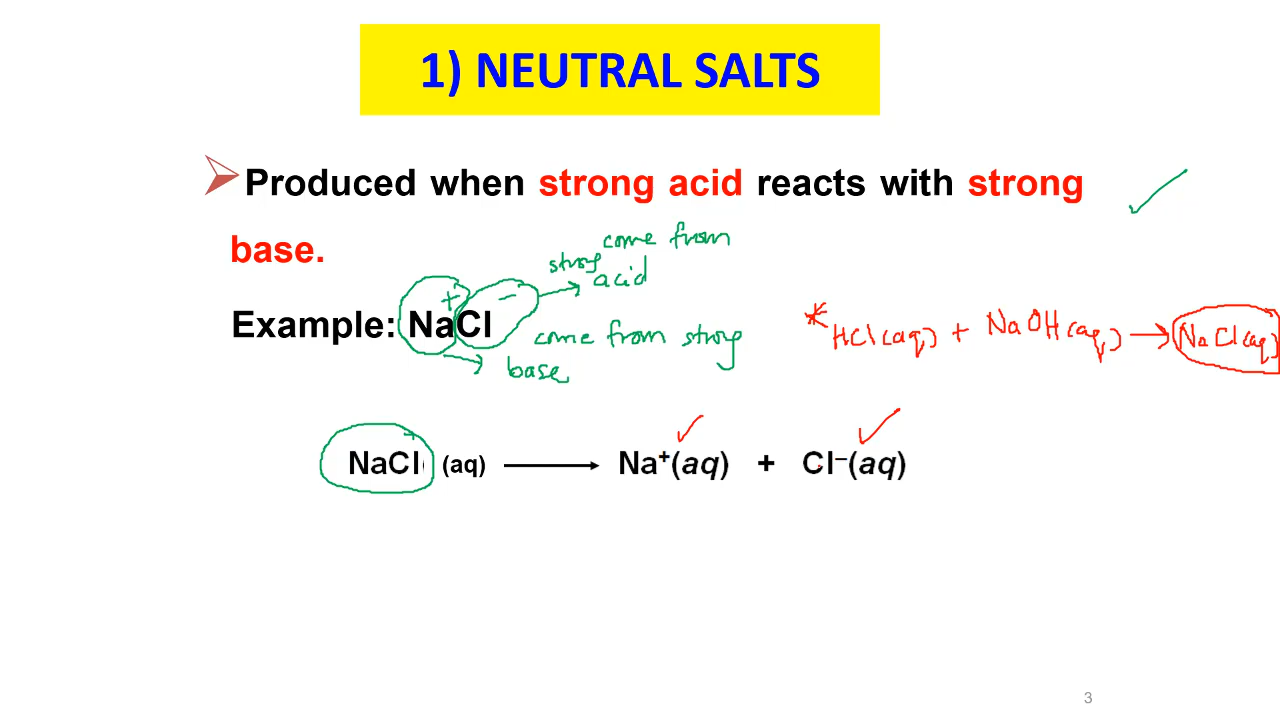 1) NEUTRAL SALTS
Produced when strong acid reacts with strong
base.
come from
strong
acid
Example: NaCl
+
−
come from strong
base
*HCl(aq) + NaOH(aq) → NaCl(aq)
NaCl (aq) → Na⁺(aq) + Cl⁻(aq)
3